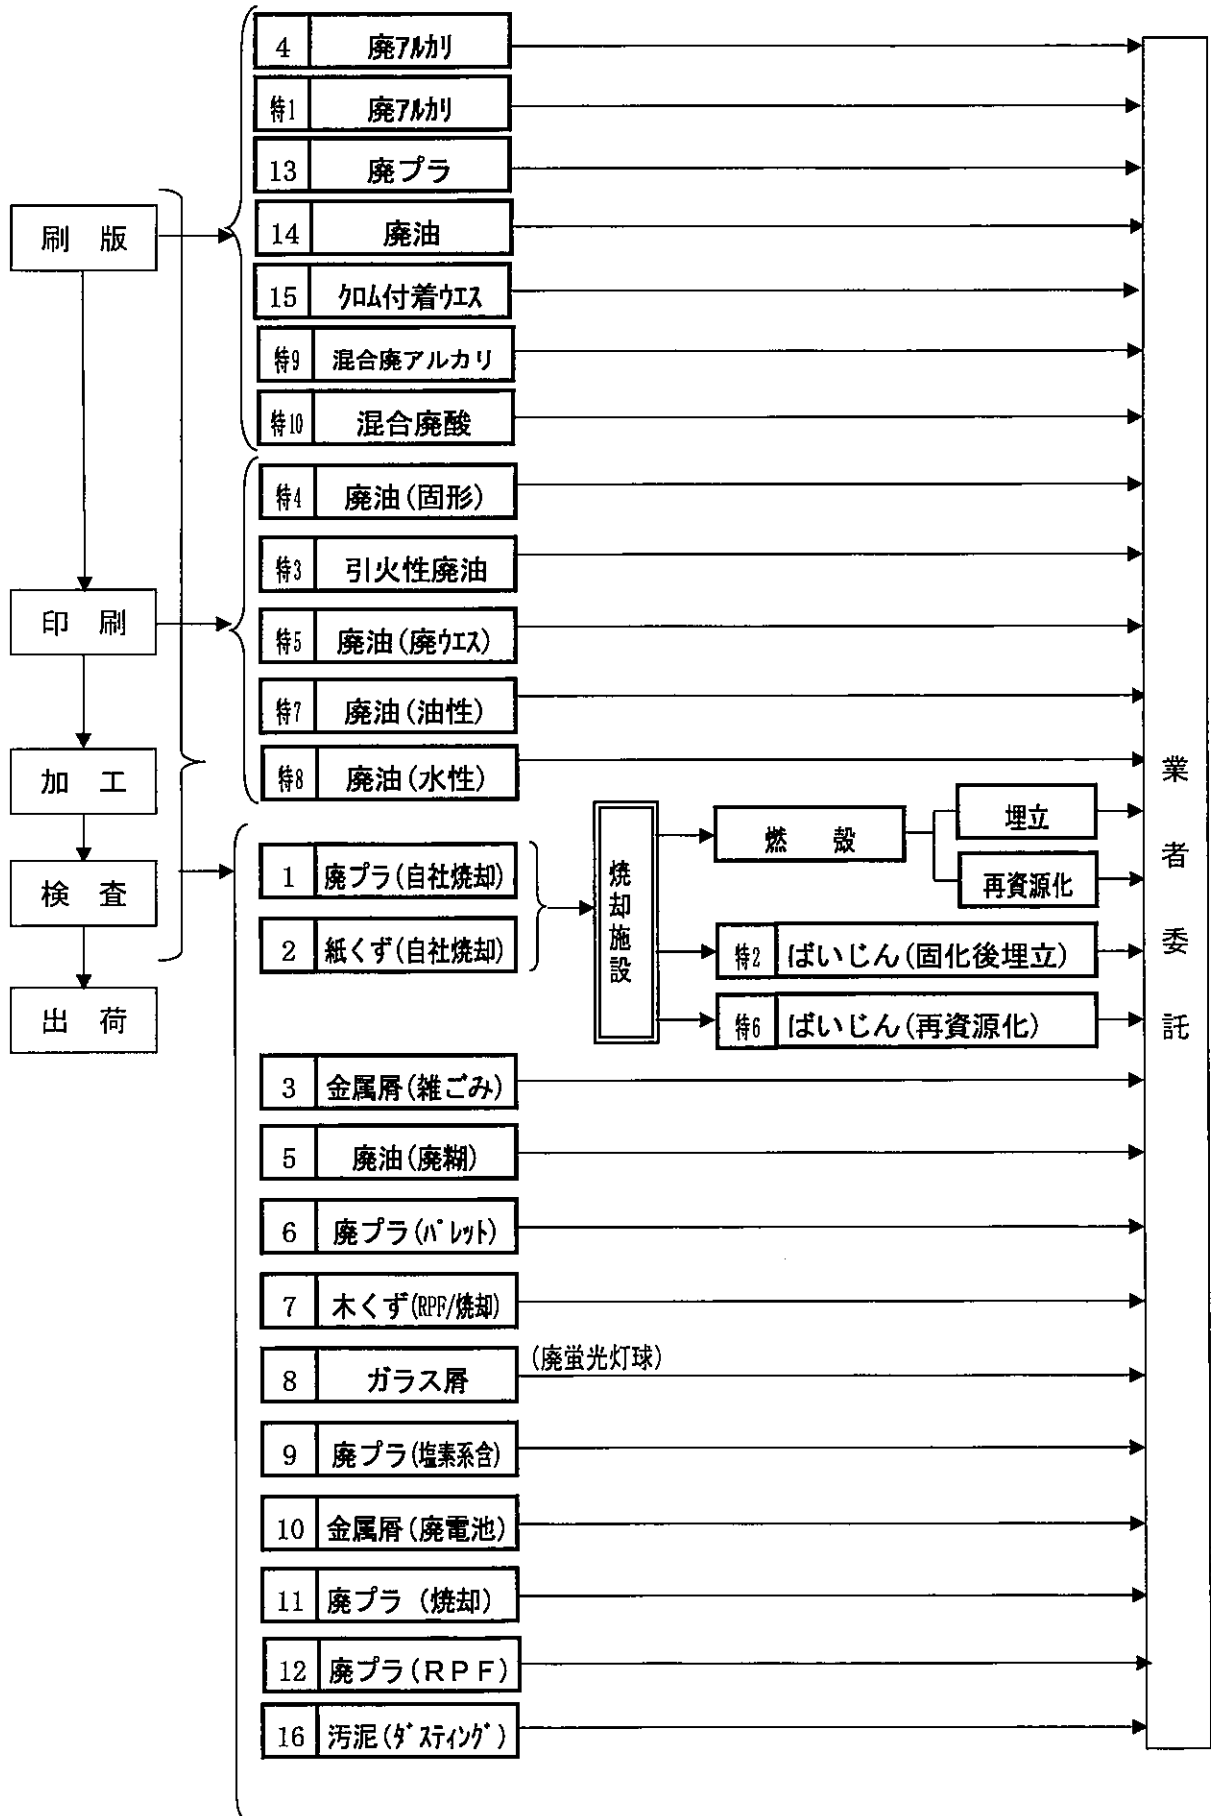 4 廃ｱﾙｶﾘ
特1 廃ｱﾙｶﾘ
13 廃プラ
14 廃油
15 ｸﾛﾑ付着ｳｴｽ
特9 混合廃アルカリ
特10 混合廃酸
特4 廃油(固形)
特3 引火性廃油
特5 廃油(廃ｳｴｽ)
特7 廃油(油性)
特8 廃油(水性)
刷 版
印 刷
加 工
検 査
出 荷
1 廃プラ(自社焼却)
2 紙くず(自社焼却)
焼却施設
燃 殻
埋立
再資源化
特2 ばいじん(固化後埋立)
特6 ばいじん(再資源化)
3 金属屑(雑ごみ)
5 廃油(廃糊)
6 廃プラ(ﾊﾟﾚｯﾄ)
7 木くず(RPF/焼却)
8 ガラス屑
(廃蛍光灯球)
9 廃プラ(塩素系含)
10 金属屑(廃電池)
11 廃プラ (焼却)
12 廃プラ(ＲＰＦ)
16 汚泥(ﾀﾞｽﾃｨﾝｸﾞ)
業者委託